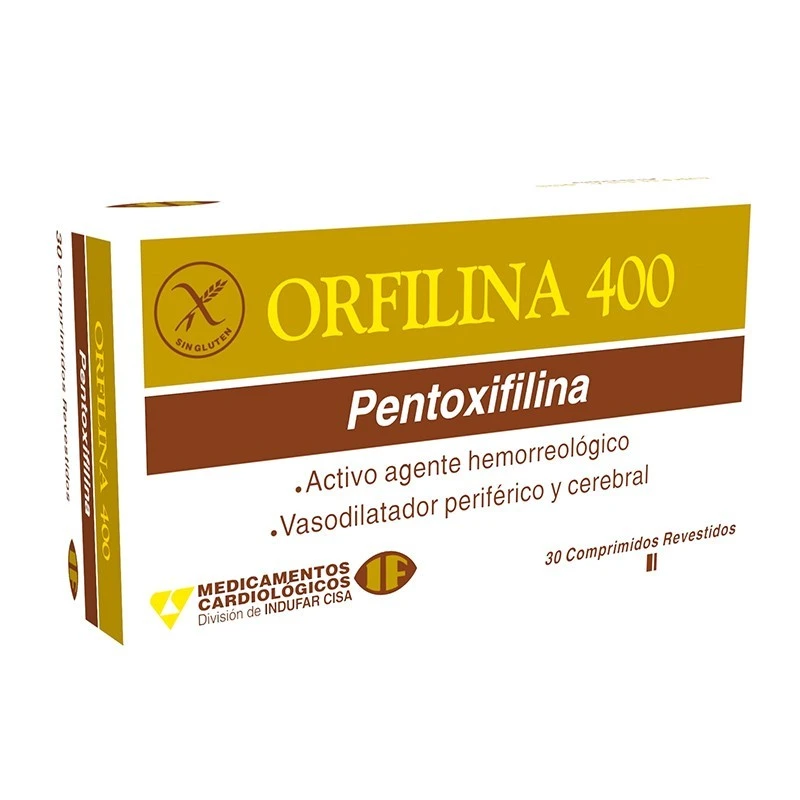 SIN GLUTEN
ORFILINA 400
Pentoxifilina
.Activo agente hemorreológico
.Vasodilatador periférico y cerebral
30 Comprimidos Revestidos
MEDICAMENTOS
CARDIOLÓGICOS
División de INDUFAR CISA
IF
30 Comprimidos Revestidos
Pentoxifilina
ORFILINA 400
IF